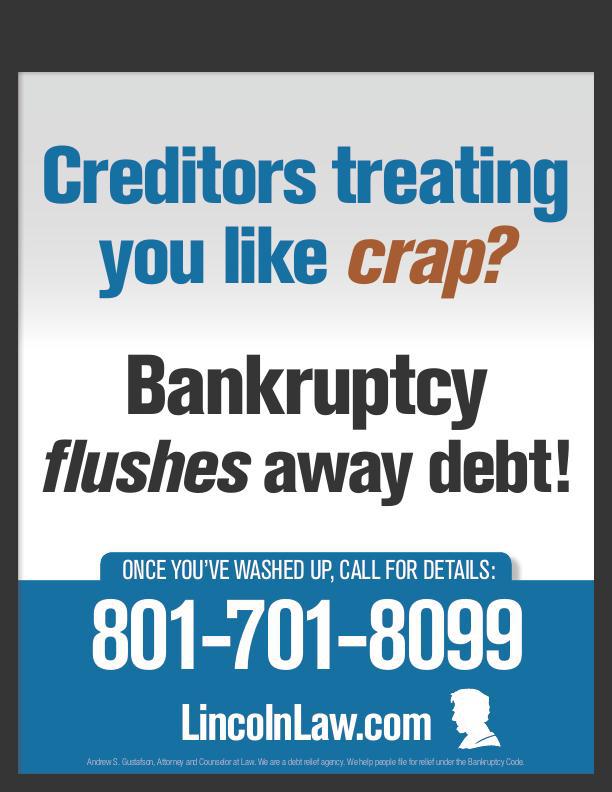 Creditors treating
you like crap?
Bankruptcy
flushes away debt!
ONCE YOU'VE WASHED UP, CALL FOR DETAILS:
801-701-8099
LincolnLaw.com
Andrew S. Gustafson, Attorney and Counselor at Law. We are a debt relief agency. We help people file for relief under the Bankruptcy Code.